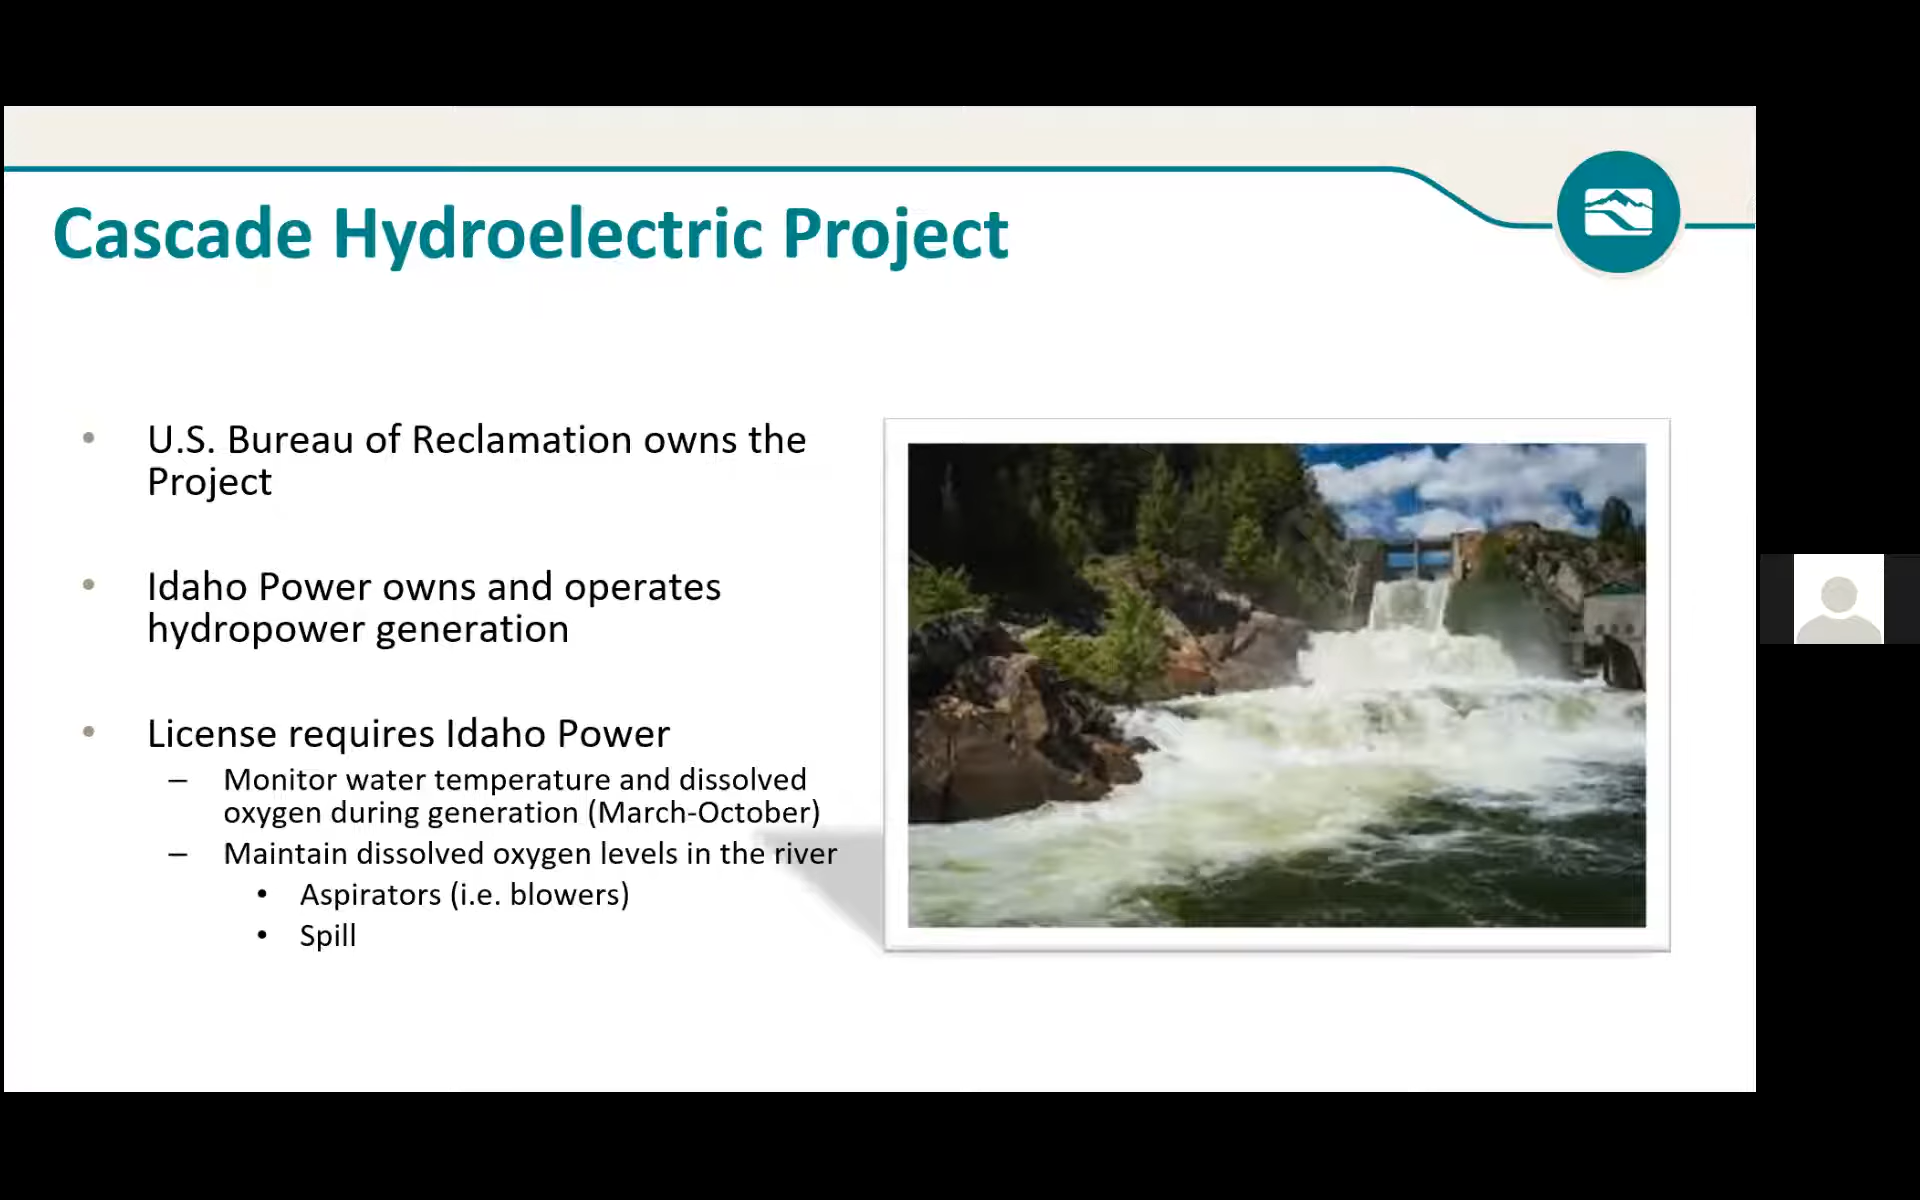 Cascade Hydroelectric Project
• U.S. Bureau of Reclamation owns the
Project
• Idaho Power owns and operates
hydropower generation
• License requires Idaho Power
– Monitor water temperature and dissolved
oxygen during generation (March-October)
– Maintain dissolved oxygen levels in the river
• Aspirators (i.e. blowers)
• Spill